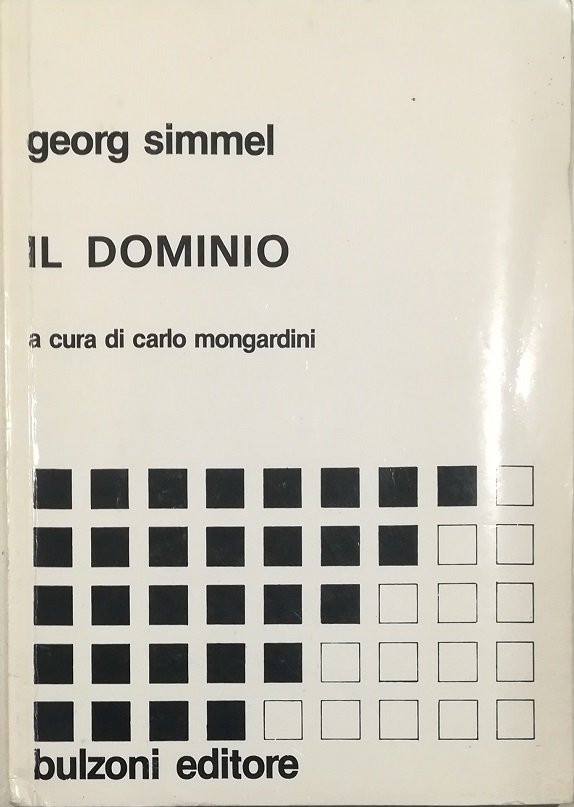 georg simmel
IL DOMINIO
a cura di carlo mongardini
bulzoni editore